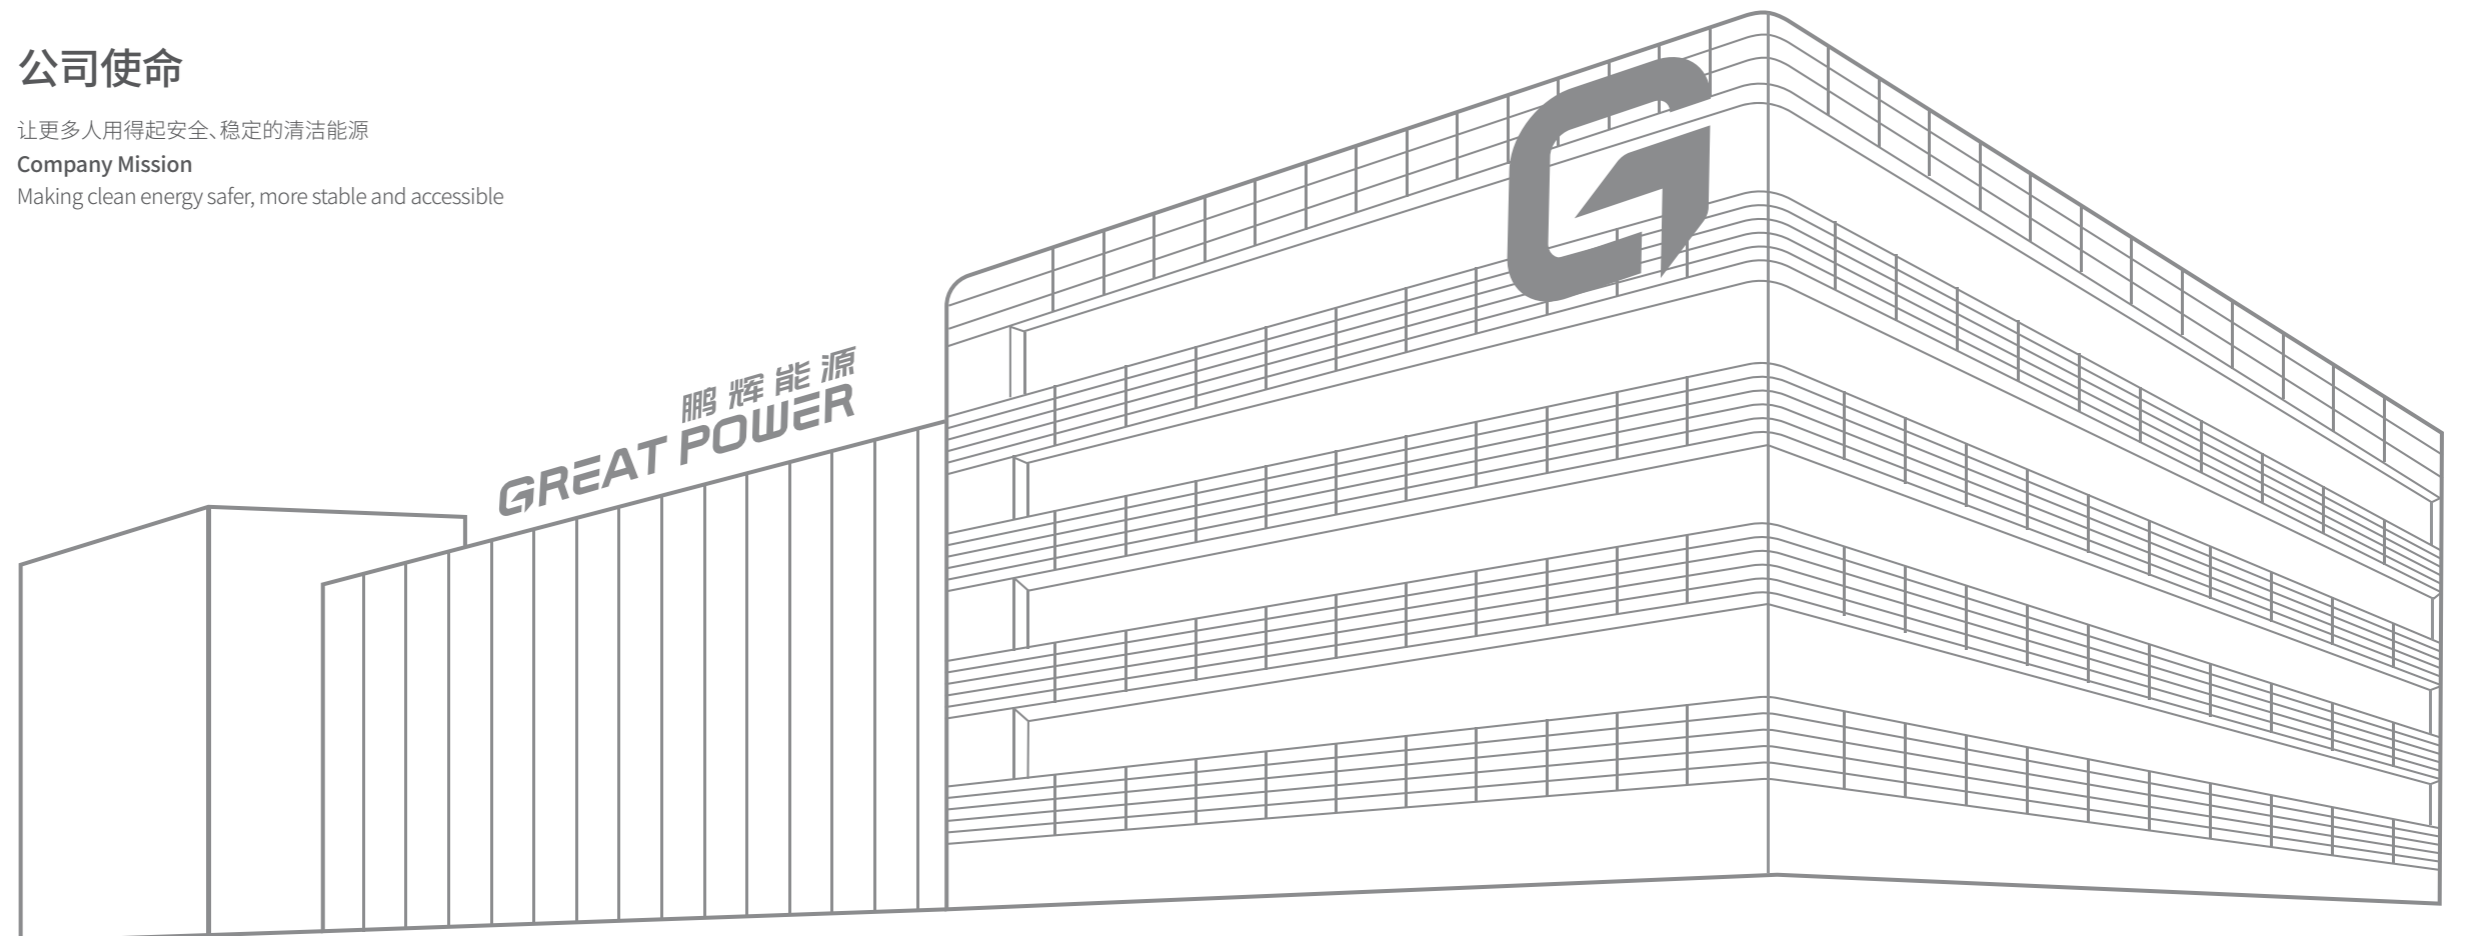 公司使命
让更多人用得起安全、稳定的清洁能源
Company Mission
Making clean energy safer, more stable and accessible
鹏辉能源
GREAT POWER